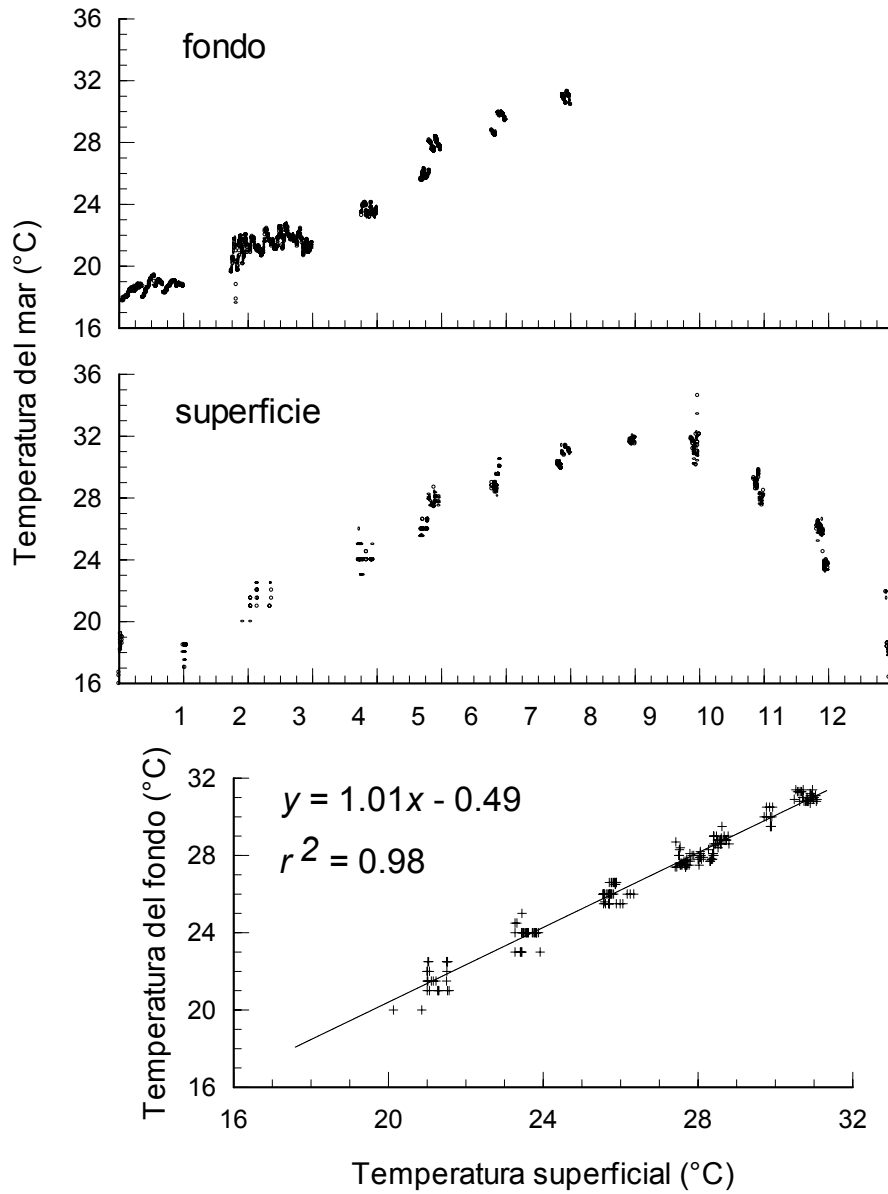 36
fondo
32
28
24
20
16
Temperatura del mar (°C)
36
superficie
32
28
24
20
16
1 2 3 4 5 6 7 8 9 10 11 12
Temperatura del fondo (°C)
32
y = 1.01x - 0.49
28
r 2 = 0.98
24
20
16
16 20 24 28 32
Temperatura superficial (°C)